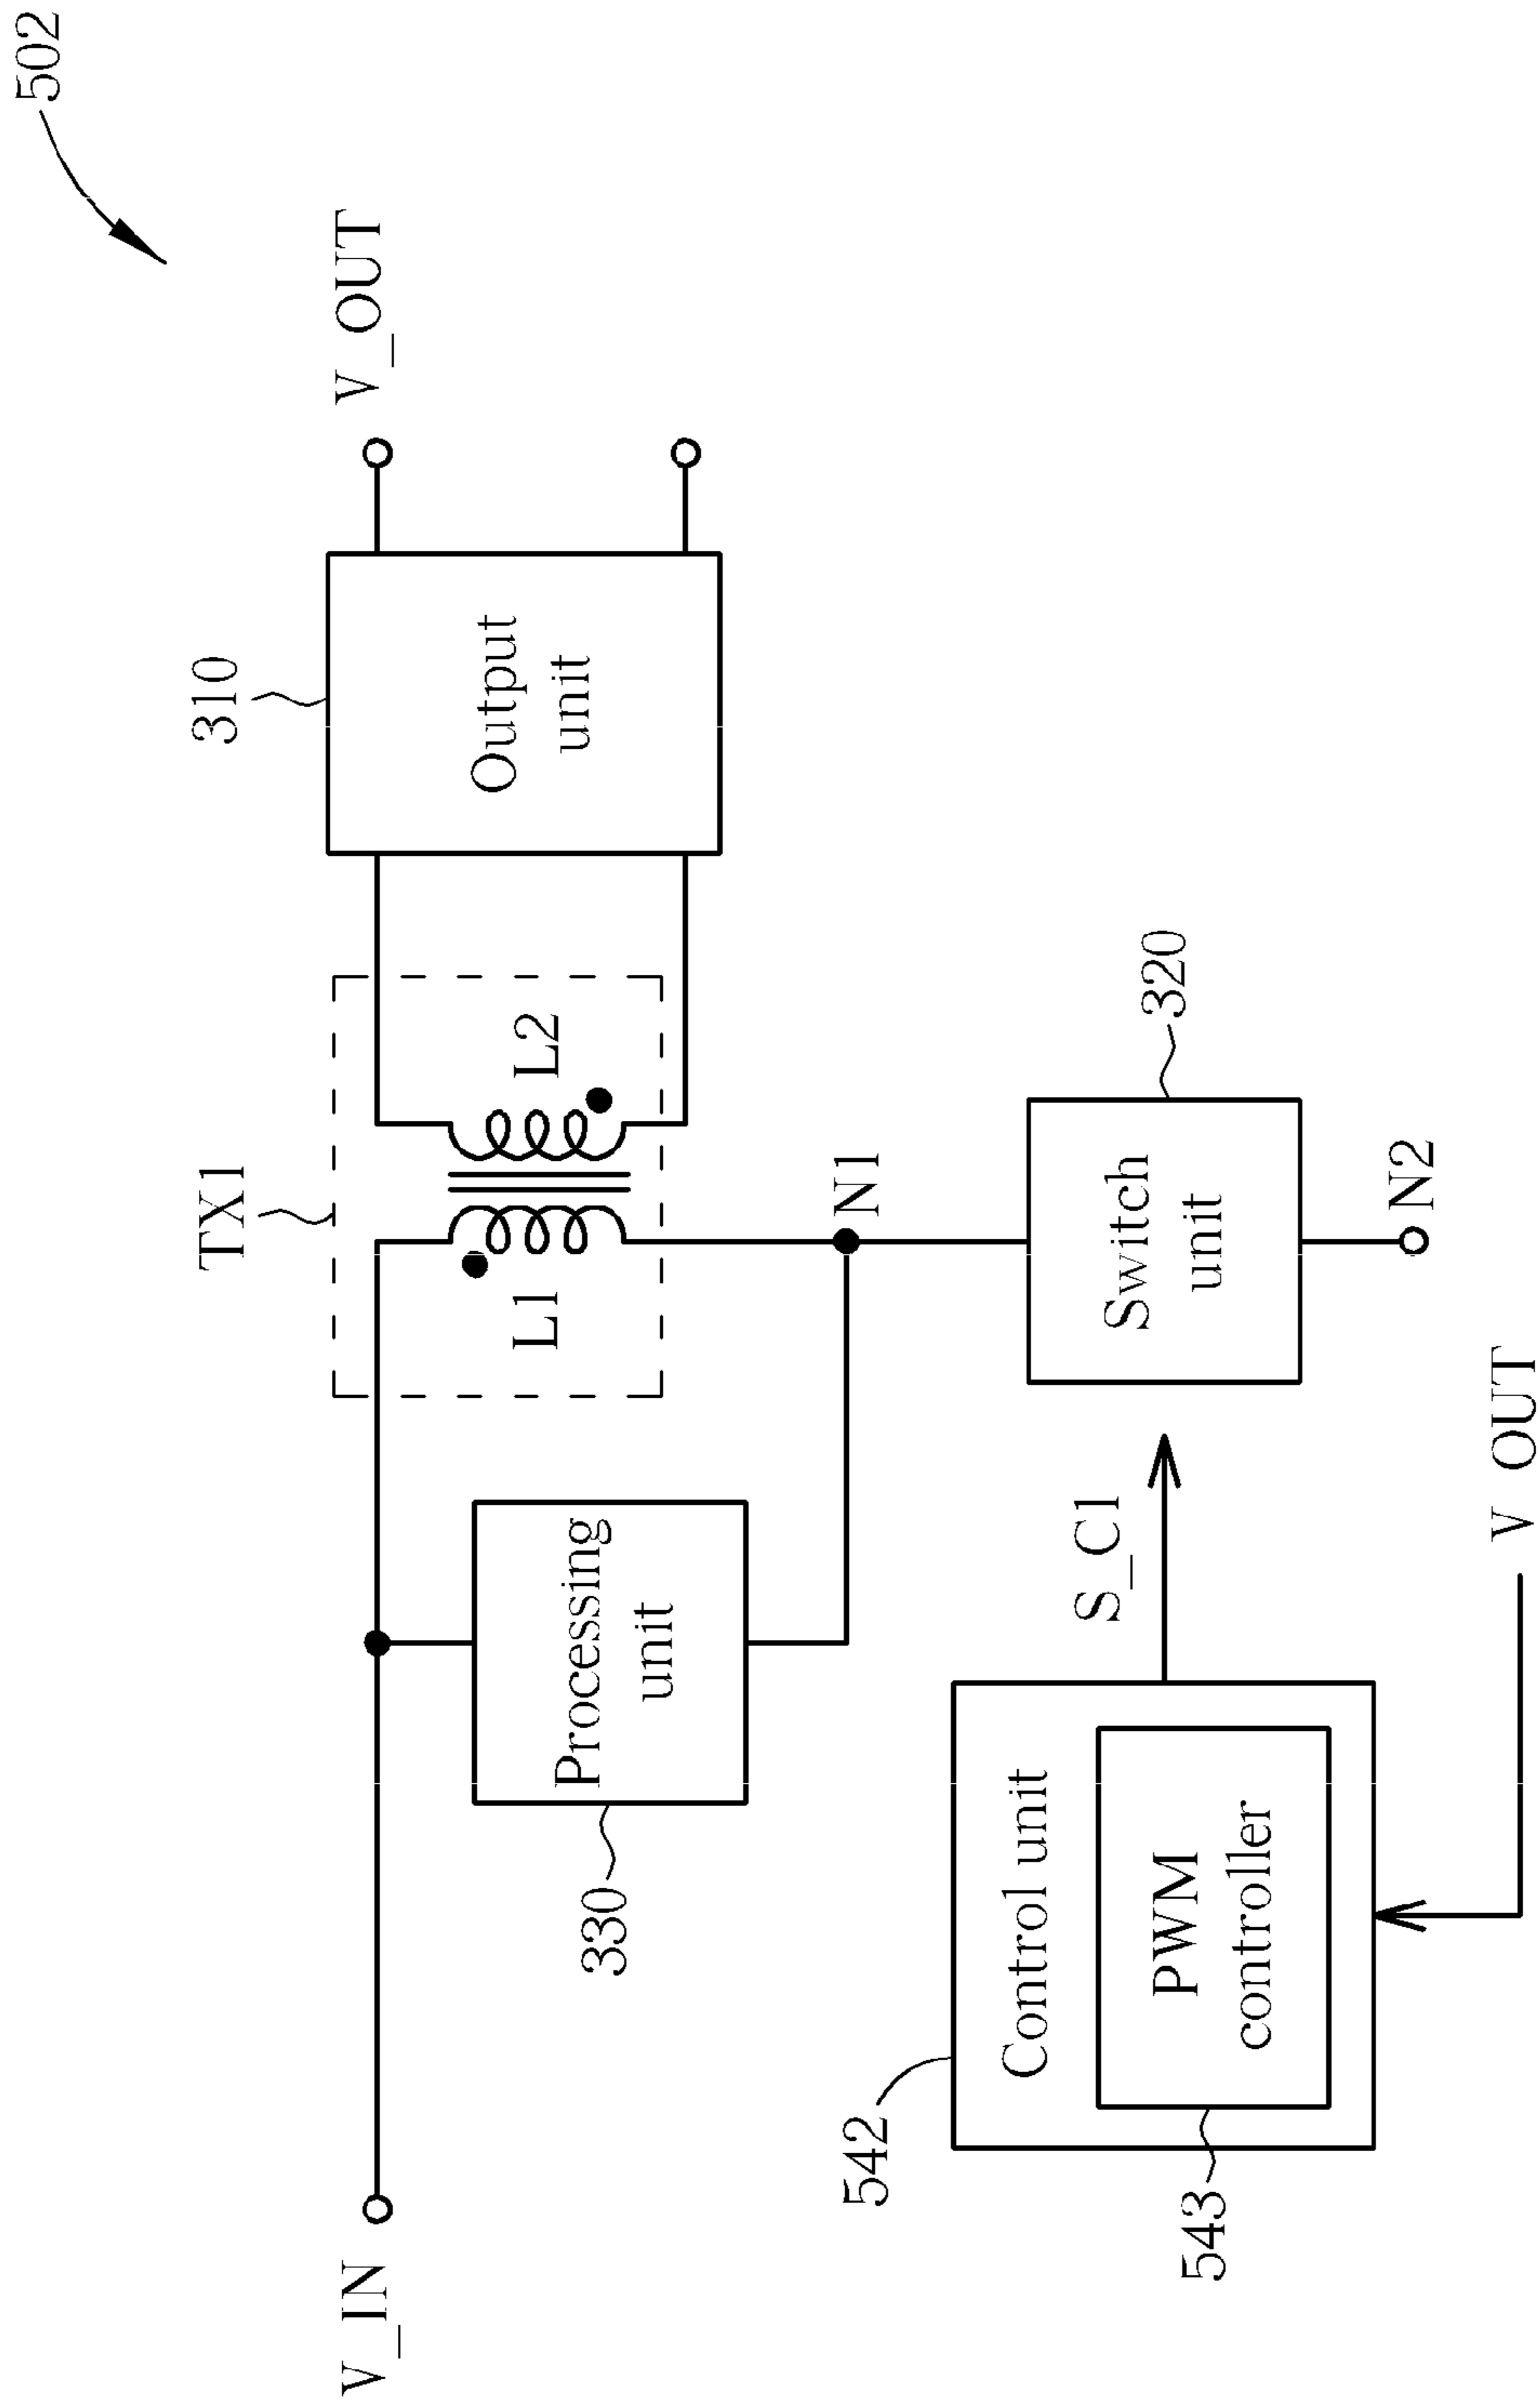 502
TX1
310
V_IN
V_OUT
L1
L2
Output
unit
330
Processing
unit
N1
542
Control unit
S_C1
Switch
unit
320
543
PWM
controller
N2
V_OUT